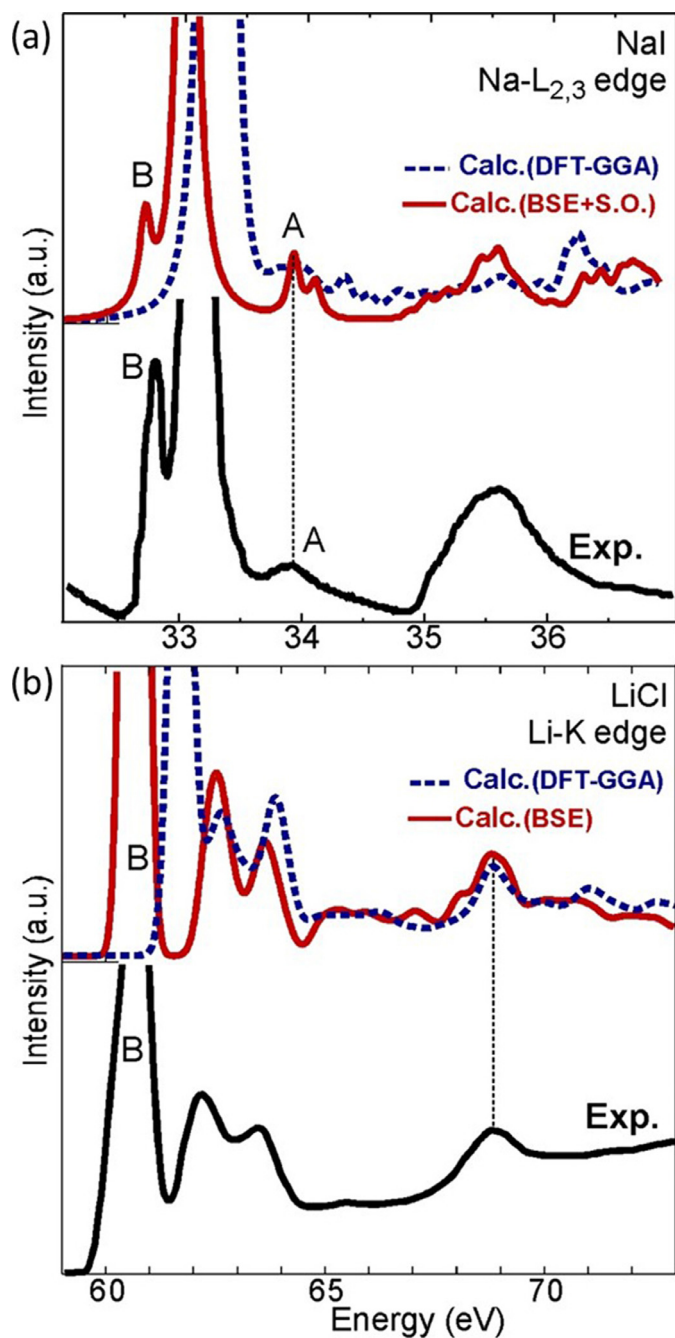 (a)
NaI
Na-L2,3 edge
Calc.(DFT-GGA)
Calc.(BSE+S.O.)
B
A
B
A
Exp.
Intensity (a.u.)
33 34 35 36
(b)
LiCl
Li-K edge
Calc.(DFT-GGA)
Calc.(BSE)
B
B
Exp.
Intensity (a.u.)
60 65 70
Energy (eV)